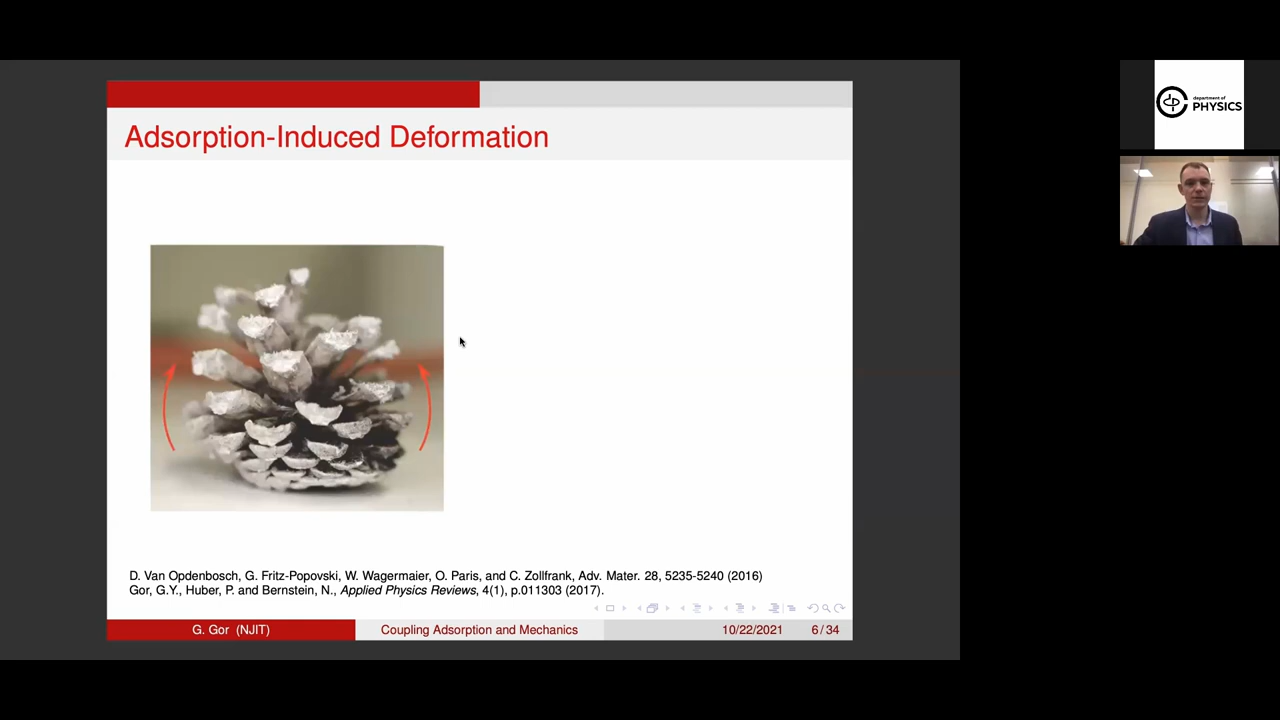 Adsorption-Induced Deformation
D. Van Opdenbosch, G. Fritz-Popovski, W. Wagermaier, O. Paris, and C. Zollfrank, Adv. Mater. 28, 5235-5240 (2016)
Gor, G.Y., Huber, P. and Bernstein, N., Applied Physics Reviews, 4(1), p.011303 (2017).
G. Gor (NJIT)
Coupling Adsorption and Mechanics
10/22/2021
6 / 34
department of
PHYSICS